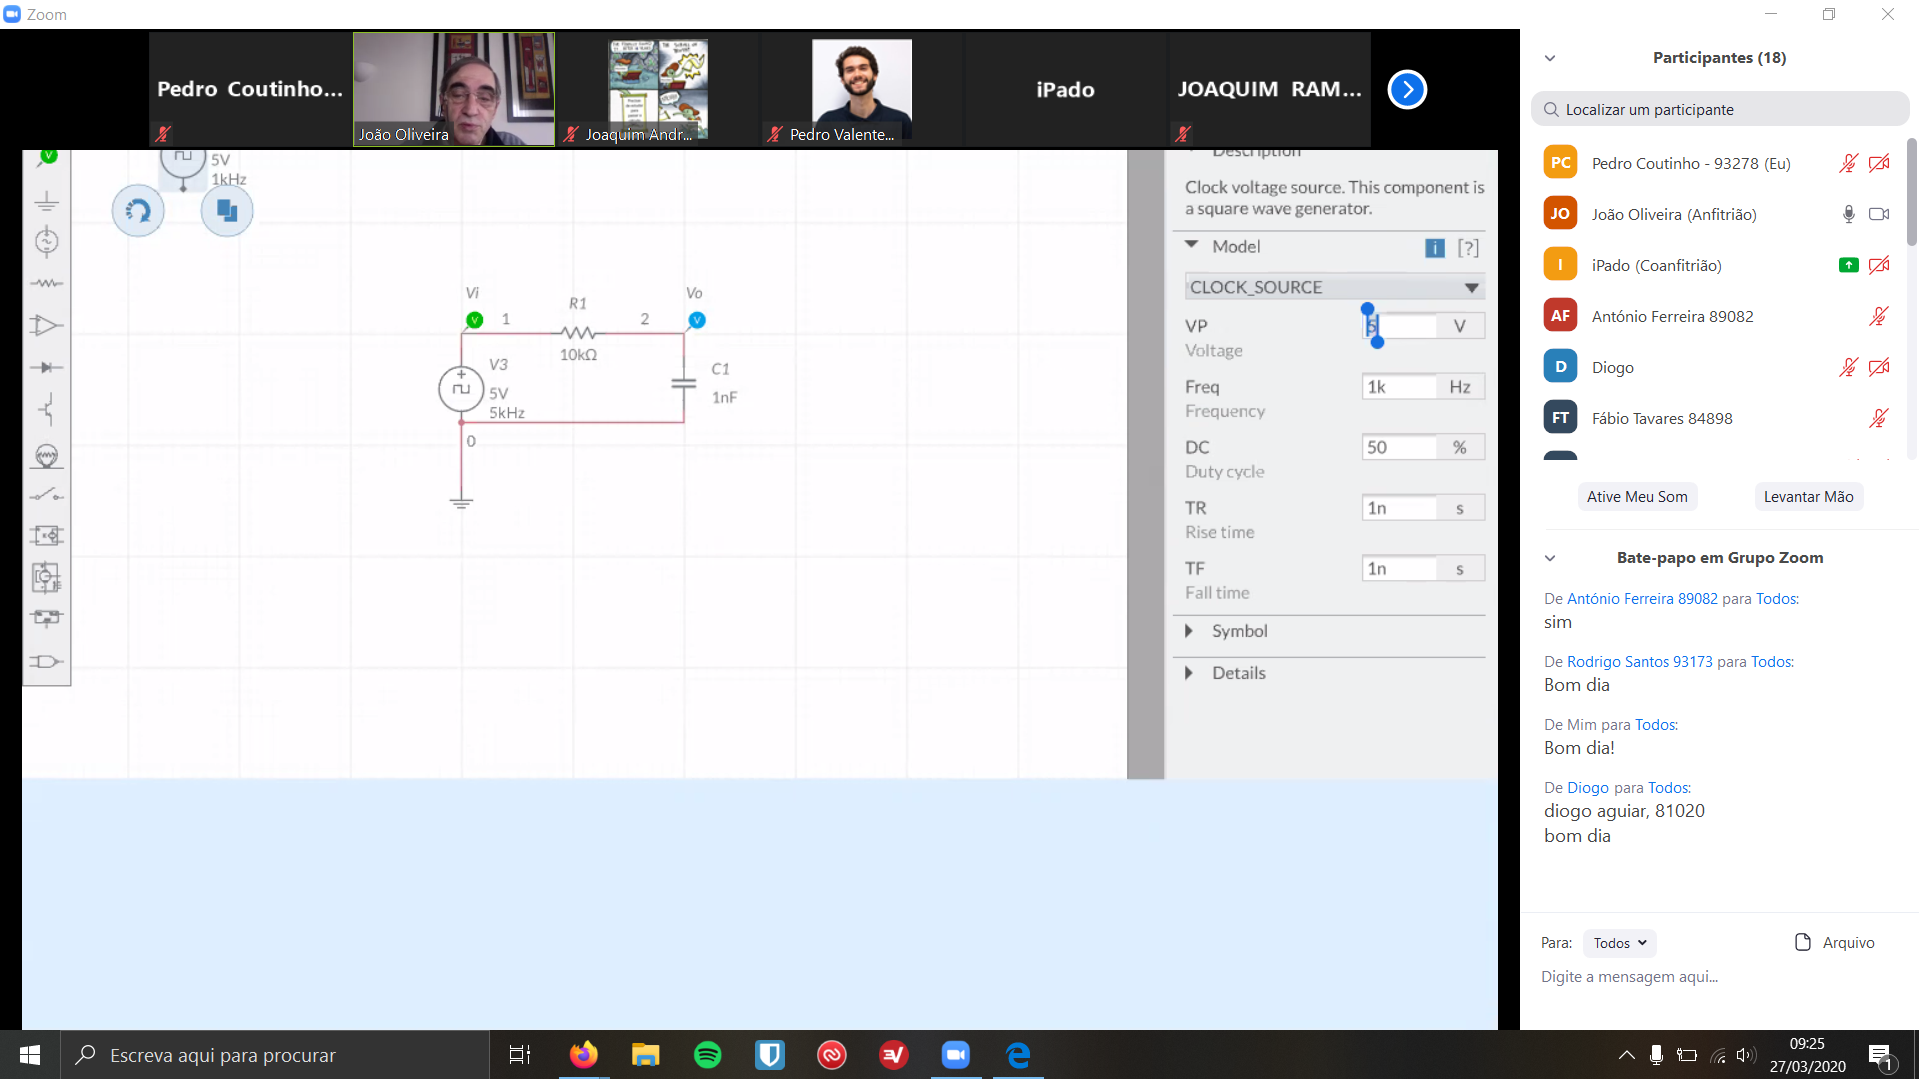 Zoom
Pedro Coutinho...
João Oliveira
Joaquim Andr...
Pedro Valente...
iPado
JOAQUIM RAM...
5V
1kHz
Vi
1
R1
10kΩ
2
Vo
V3
5V
5kHz
C1
1nF
0
Description
Clock voltage source. This component is
a square wave generator.
Model
i [?]
CLOCK_SOURCE
VP 5 V
Voltage
Freq 1k Hz
Frequency
DC 50 %
Duty cycle
TR 1n s
Rise time
TF 1n s
Fall time
Symbol
Details
Participantes (18)
Localizar um participante
PC Pedro Coutinho - 93278 (Eu)
JO João Oliveira (Anfitrião)
I iPado (Coanfitrião)
AF António Ferreira 89082
D Diogo
FT Fábio Tavares 84898
Ative Meu Som
Levantar Mão
Bate-papo em Grupo Zoom
De António Ferreira 89082 para Todos:
sim
De Rodrigo Santos 93173 para Todos:
Bom dia
De Mim para Todos:
Bom dia!
De Diogo para Todos:
diogo aguiar, 81020
bom dia
Para: Todos
Arquivo
Digite a mensagem aqui...
Escreva aqui para procurar
09:25
27/03/2020
1